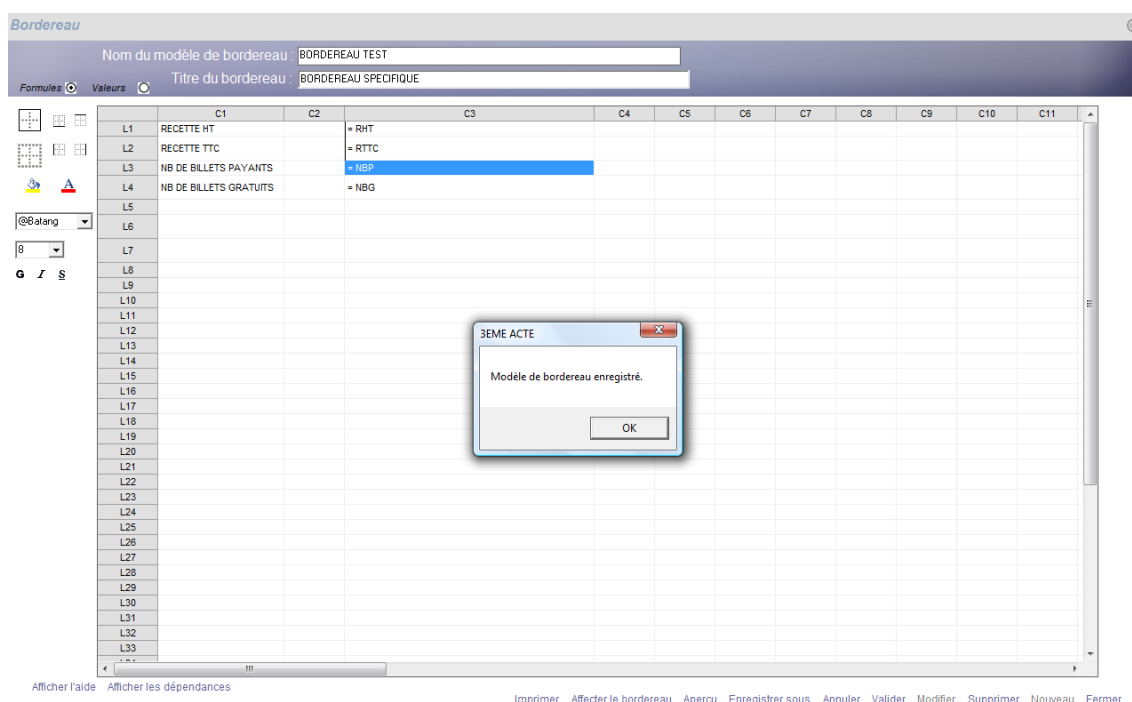 Bordereau
Nom du modèle de bordereau : BORDEREAU TEST
Titre du bordereau : BORDEREAU SPECIFIQUE
Formules Valeurs
C1 C2 C3 C4 C5 C6 C7 C8 C9 C10 C11
L1 RECETTE HT = RHT
L2 RECETTE TTC = RTTC
L3 NB DE BILLETS PAYANTS = NBP
L4 NB DE BILLETS GRATUITS = NBG
L5
@Batang
L6
8
L7
G I S
L8
L9
L10
L11
L12
L13
L14
L15
L16
L17
L18
L19
L20
L21
L22
L23
L24
L25
L26
L27
L28
L29
L30
L31
L32
L33
A
3EME ACTE
Modèle de bordereau enregistré.
OK
Afficher l'aide Afficher les dépendances
Imprimer Affecter le bordereau Aperçu Enregistrer sous Annuler Valider Modifier Supprimer Nouveau Fermer